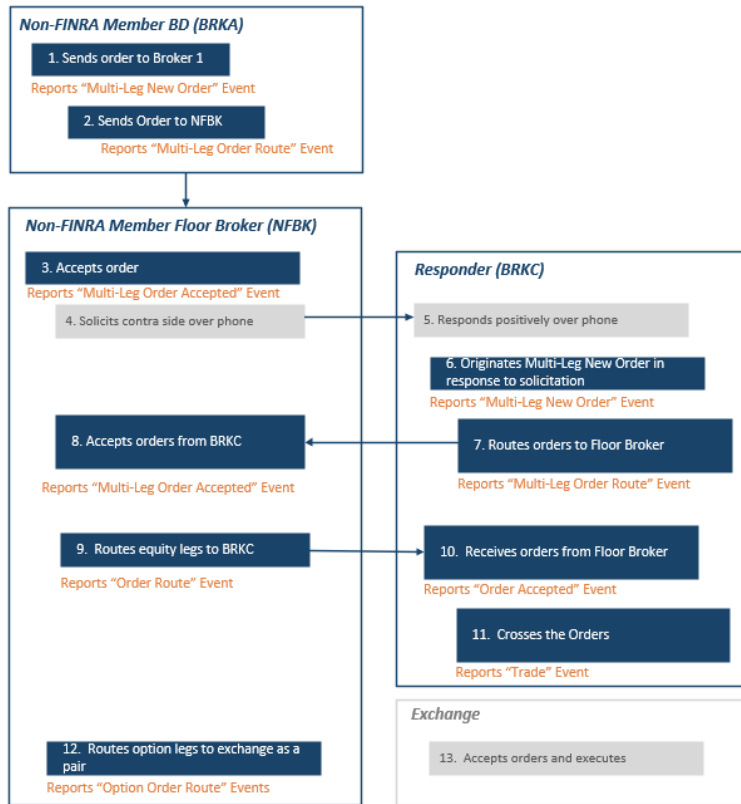 Non-FINRA Member BD (BRKA)
1. Sends order to Broker 1
Reports “Multi-Leg New Order” Event
2. Sends Order to NFBK
Reports “Multi-Leg Order Route” Event
Non-FINRA Member Floor Broker (NFBK)
3. Accepts order
Reports “Multi-Leg Order Accepted” Event
4. Solicits contra side over phone
Responder (BRKC)
5. Responds positively over phone
6. Originates Multi-Leg New Order in
response to solicitation
Reports “Multi-Leg New Order” Event
7. Routes orders to Floor Broker
Reports “Multi-Leg Order Route” Event
8. Accepts orders from BRKC
Reports “Multi-Leg Order Accepted” Event
9. Routes equity legs to BRKC
Reports “Order Route” Event
10. Receives orders from Floor Broker
Reports “Order Accepted” Event
11. Crosses the Orders
Reports “Trade” Event
12. Routes option legs to exchange as a
pair
Reports “Option Order Route” Events
Exchange
13. Accepts orders and executes